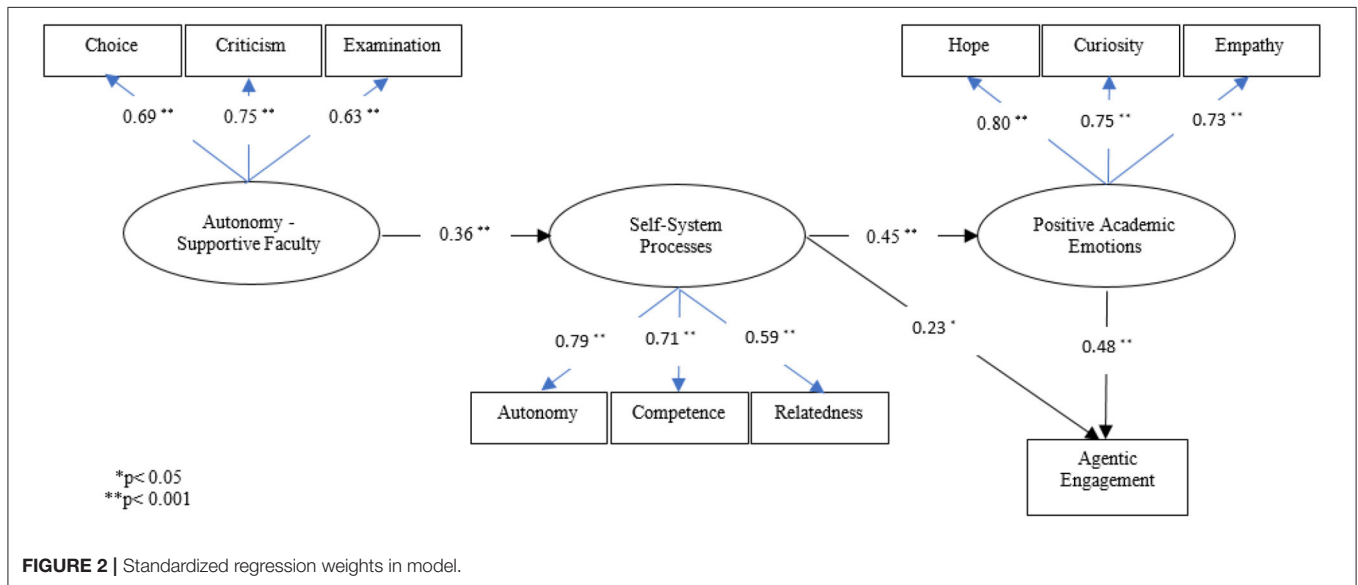 Choice
Criticism
Examination
Hope
Curiosity
Empathy
0.69 **
0.75 **
0.63 **
0.80 **
0.75 **
0.73 **
Autonomy -
Supportive Faculty
0.36 **
Self-System
Processes
0.45 **
Positive Academic
Emotions
0.79 **
0.71 **
0.59 **
0.23 *
0.48 **
Autonomy
Competence
Relatedness
Agentic
Engagement
*p< 0.05
**p< 0.001
FIGURE 2 | Standardized regression weights in model.